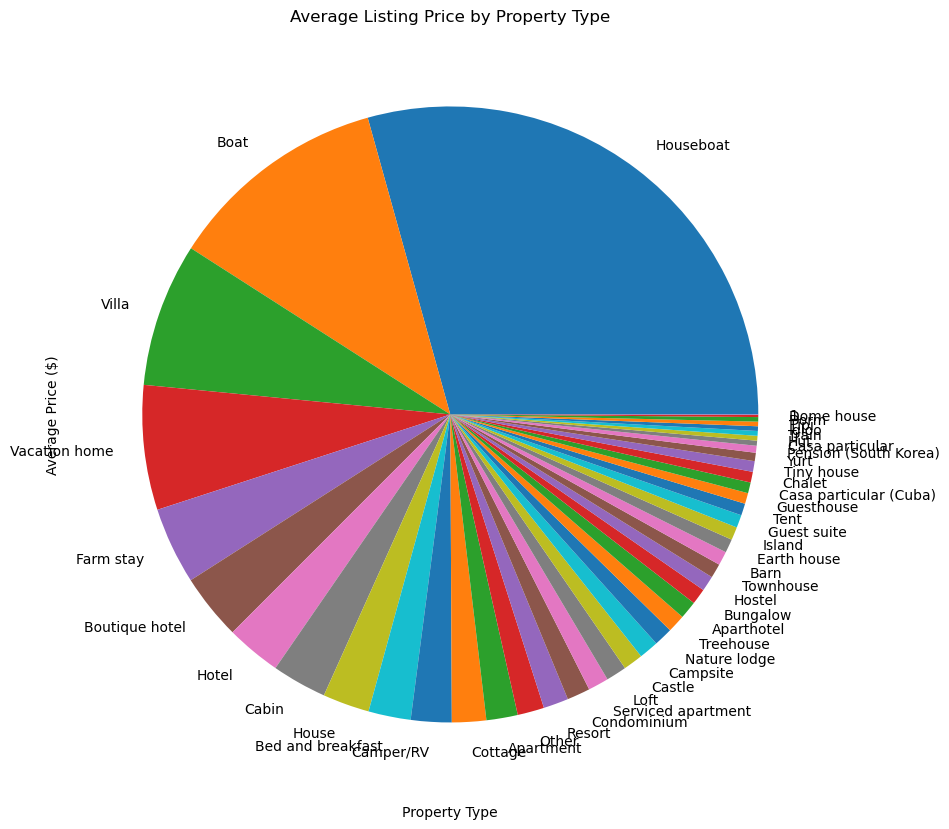 Average Listing Price by Property Type
Houseboat
Boat
Villa
Vacation home
Farm stay
Boutique hotel
Hotel
Cabin
House
Bed and breakfast
Camper/RV
Cottage
Apartment
Other
Resort
Condominium
Serviced apartment
Loft
Castle
Campsite
Nature lodge
Treehouse
Aparthotel
Bungalow
Hostel
Townhouse
Barn
Earth house
Island
Guest suite
Tent
Guesthouse
Casa particular (Cuba)
Chalet
Tiny house
Yurt
Pension (South Korea)
Casa particular
Hut
Train
Dorm
Dome house
Average Price ($)
Property Type